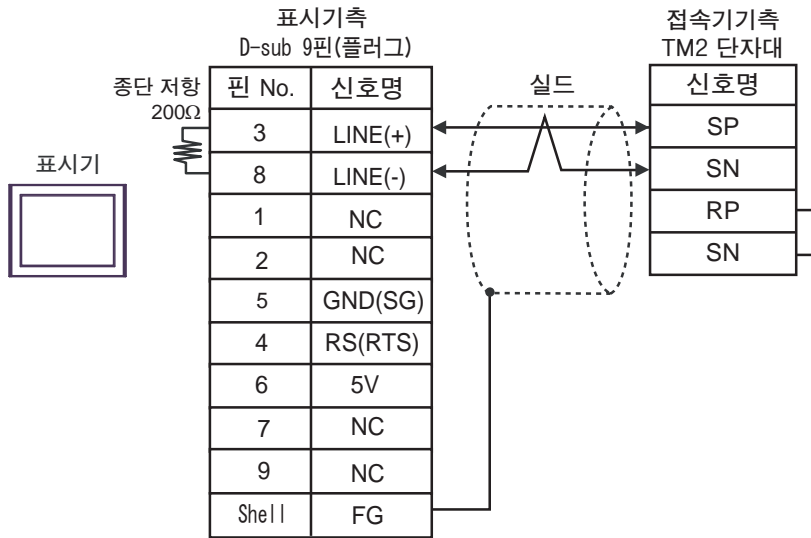 표시기측
D-sub 9핀(플러그)
접속기기측
TM2 단자대
종단 저항
200Ω
표시기
실드
핀 No. 신호명
3 LINE(+)
8 LINE(-)
1 NC
2 NC
5 GND(SG)
4 RS(RTS)
6 5V
7 NC
9 NC
Shell FG
신호명
SP
SN
RP
SN